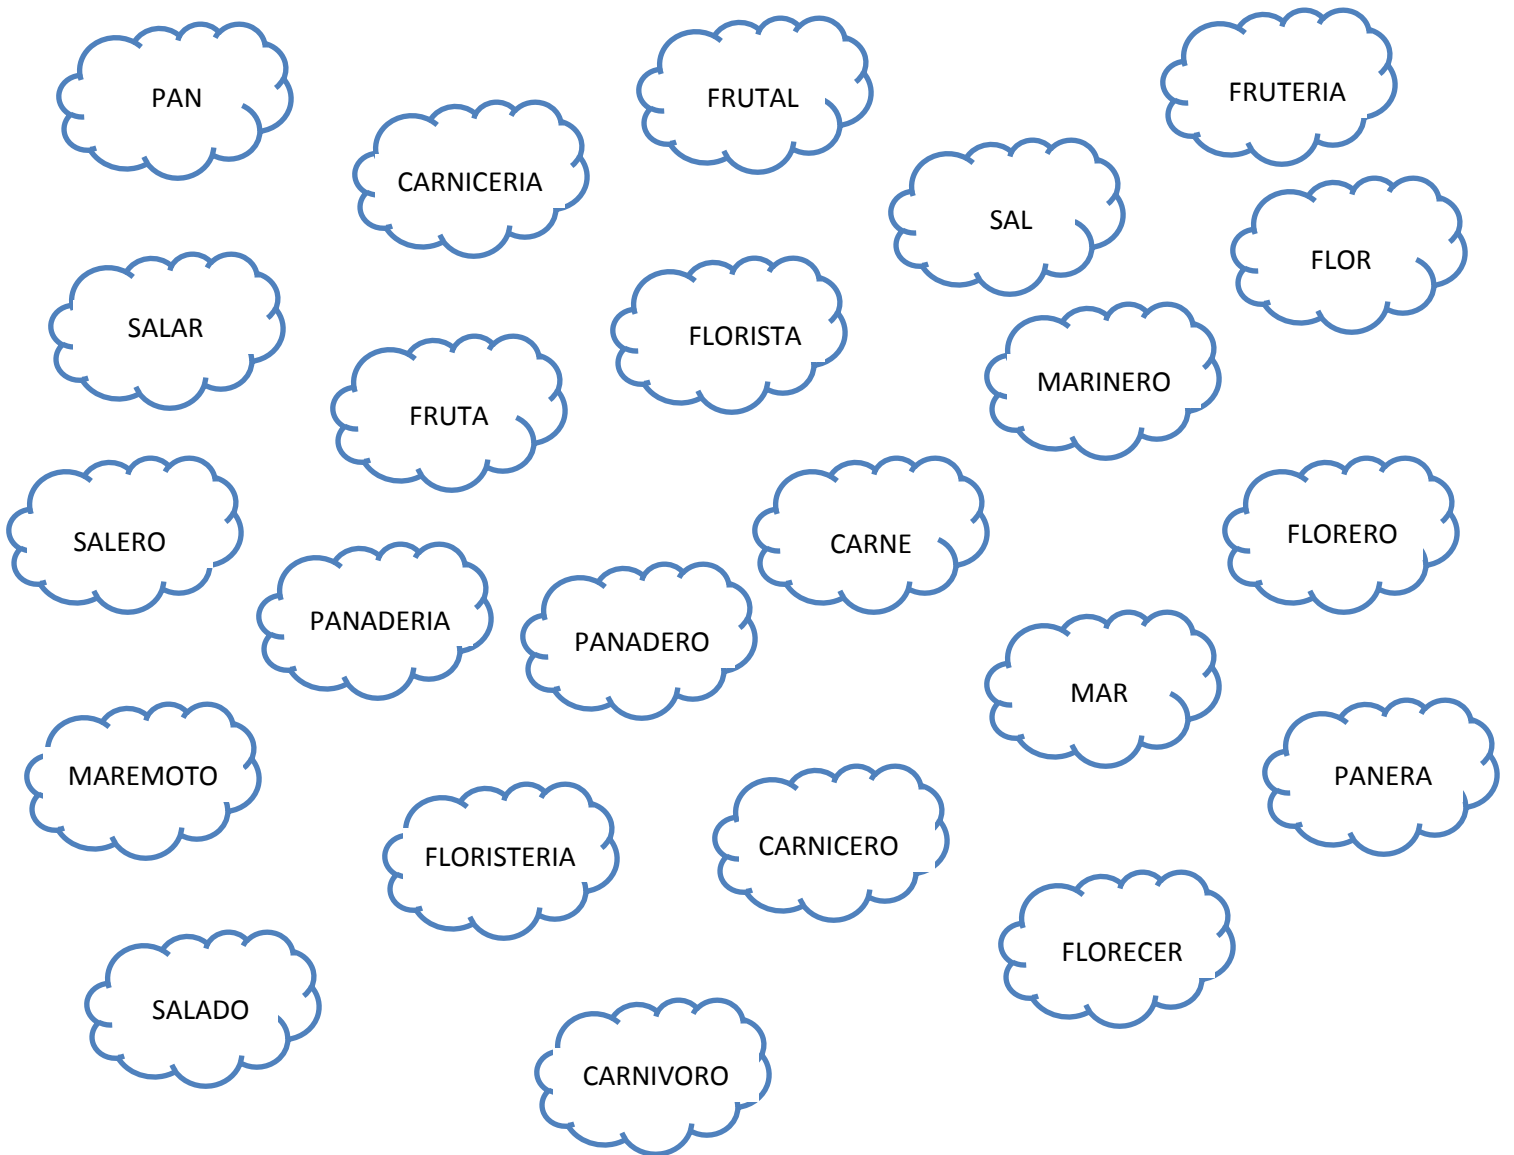 PAN
FRUTAL
FRUTERIA
CARNICERIA
SAL
FLOR
SALAR
FLORISTA
MARINERO
FRUTA
SALERO
CARNE
FLORERO
PANADERIA
PANADERO
MAR
MAREMOTO
PANERA
FLORISTERIA
CARNICERO
FLORECER
SALADO
CARNIVORO